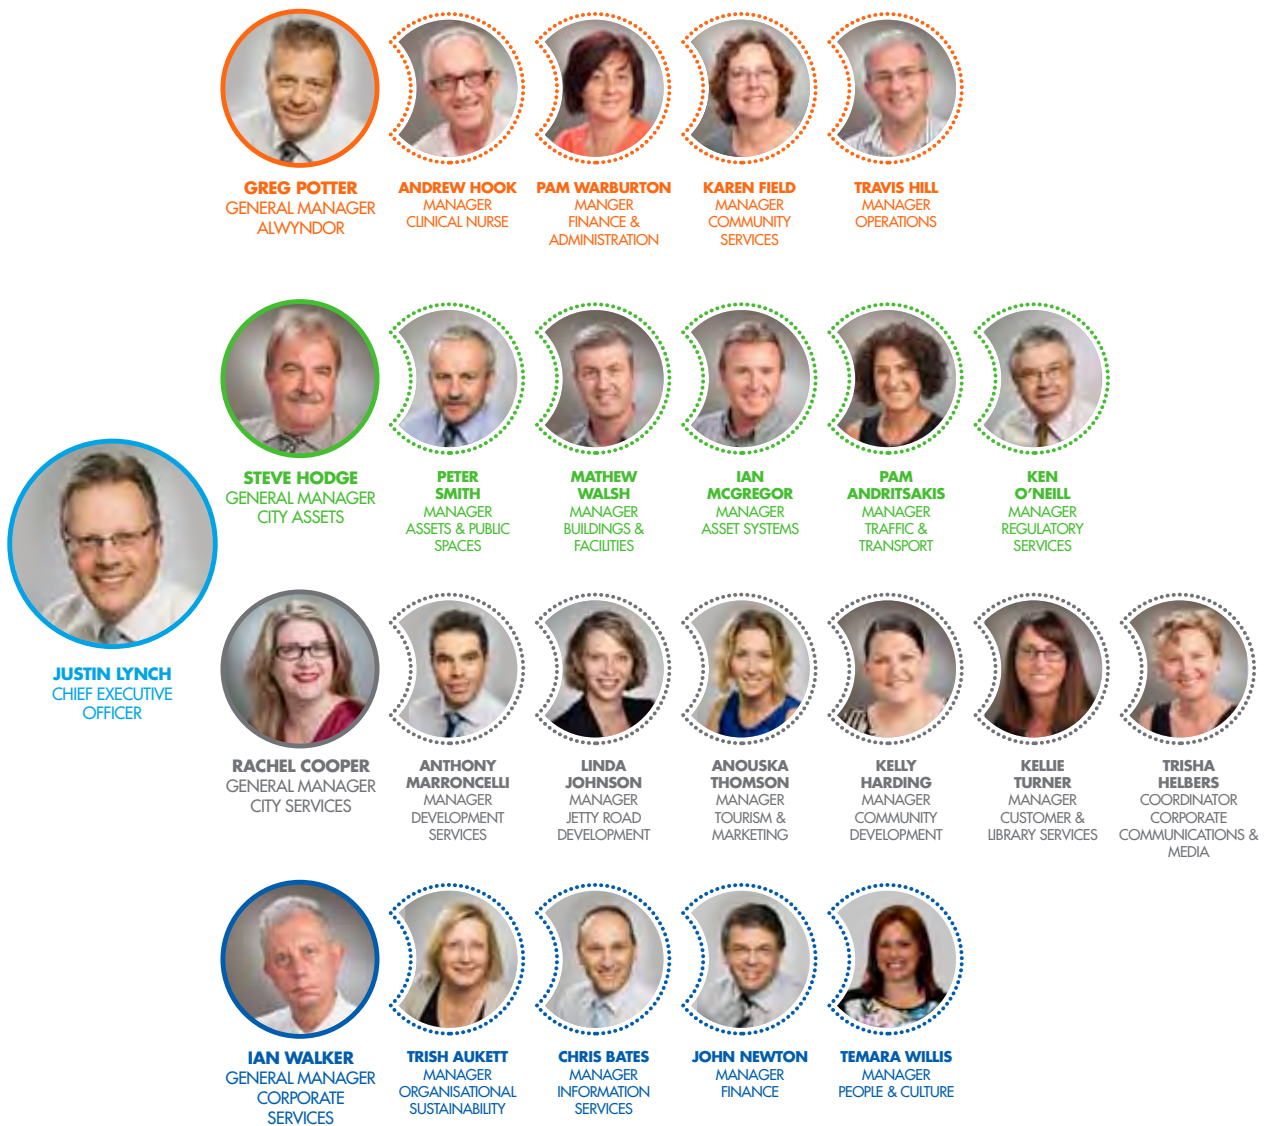 GREG POTTER
GENERAL MANAGER
ALWYNDOR
ANDREW HOOK
MANAGER
CLINICAL NURSE
PAM WARBURTON
MANGER
FINANCE &
ADMINISTRATION
KAREN FIELD
MANAGER
COMMUNITY
SERVICES
TRAVIS HILL
MANAGER
OPERATIONS
JUSTIN LYNCH
CHIEF EXECUTIVE
OFFICER
STEVE HODGE
GENERAL MANAGER
CITY ASSETS
PETER
SMITH
MANAGER
ASSETS & PUBLIC
SPACES
MATHEW
WALSH
MANAGER
BUILDINGS &
FACILITIES
IAN
MCGREGOR
MANAGER
ASSET SYSTEMS
PAM
ANDRITSAKIS
MANAGER
TRAFFIC &
TRANSPORT
KEN
O'NEILL
MANAGER
REGULATORY
SERVICES
RACHEL COOPER
GENERAL MANAGER
CITY SERVICES
ANTHONY
MARRONCELLI
MANAGER
DEVELOPMENT
SERVICES
LINDA
JOHNSON
MANAGER
JETTY ROAD
DEVELOPMENT
ANOUSKA
THOMSON
MANAGER
TOURISM &
MARKETING
KELLY
HARDING
MANAGER
COMMUNITY
DEVELOPMENT
KELLIE
TURNER
MANAGER
CUSTOMER &
LIBRARY SERVICES
TRISHA
HELBERS
COORDINATOR
CORPORATE
COMMUNICATIONS &
MEDIA
IAN WALKER
GENERAL MANAGER
CORPORATE
SERVICES
TRISH AUKETT
MANAGER
ORGANISATIONAL
SUSTAINABILITY
CHRIS BATES
MANAGER
INFORMATION
SERVICES
JOHN NEWTON
MANAGER
FINANCE
TEMARA WILLIS
MANAGER
PEOPLE & CULTURE